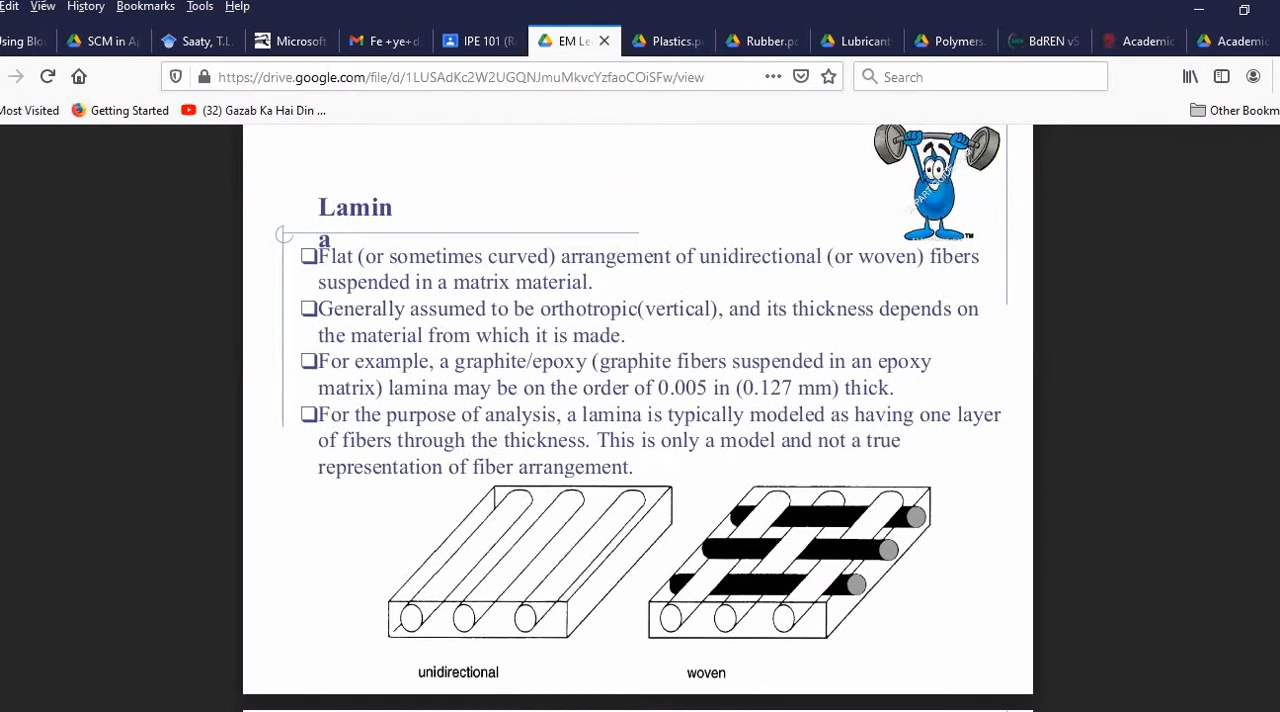 Edit View History Bookmarks Tools Help
sing Blo SCM in Ap Saaty, T.L. Microsoft Fe +ye+d IPE 101 (R EM Le Plastics.p Rubber.pc Lubricant Polymers. BdREN vS Academic Academic
https://drive.google.com/file/d/1LUSAdKc2W2UGQNJmuMkvcYzfaoCOiSFw/view Search
Most Visited Getting Started (32) Gazab Ka Hai Din ... Other Bookm
Lamin
a
❑Flat (or sometimes curved) arrangement of unidirectional (or woven) fibers
suspended in a matrix material.
❑Generally assumed to be orthotropic(vertical), and its thickness depends on
the material from which it is made.
❑For example, a graphite/epoxy (graphite fibers suspended in an epoxy
matrix) lamina may be on the order of 0.005 in (0.127 mm) thick.
❑For the purpose of analysis, a lamina is typically modeled as having one layer
of fibers through the thickness. This is only a model and not a true
representation of fiber arrangement.
unidirectional woven